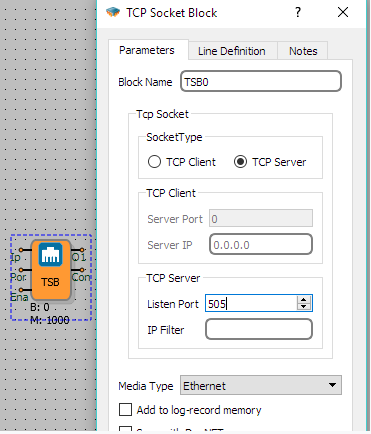 TCP Socket Block
?
Parameters
Line Definition
Notes
Block Name
TSB0
Tcp Socket
SocketType
TCP Client
TCP Server
TCP Client
Server Port
0
Server IP
0.0.0.0
TCP Server
Listen Port
505
IP Filter
Media Type
Ethernet
Add to log-record memory
Ip
O1
Por
Con
TSB
Ena
B: 0
M: 1000